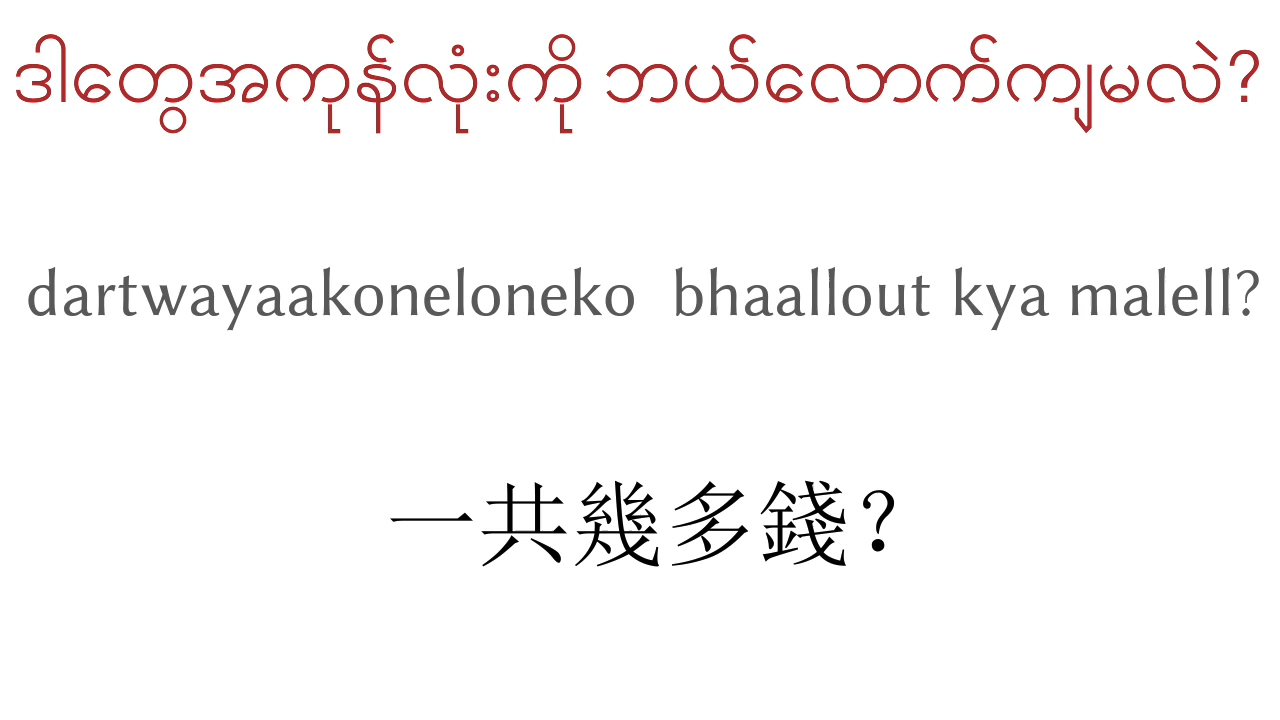 ဒါတွေအကုန်လုံးကို ဘယ်လောက်ကျမလဲ?
dartwayaakoneloneko bhaallout kya malell?
一共幾多錢?